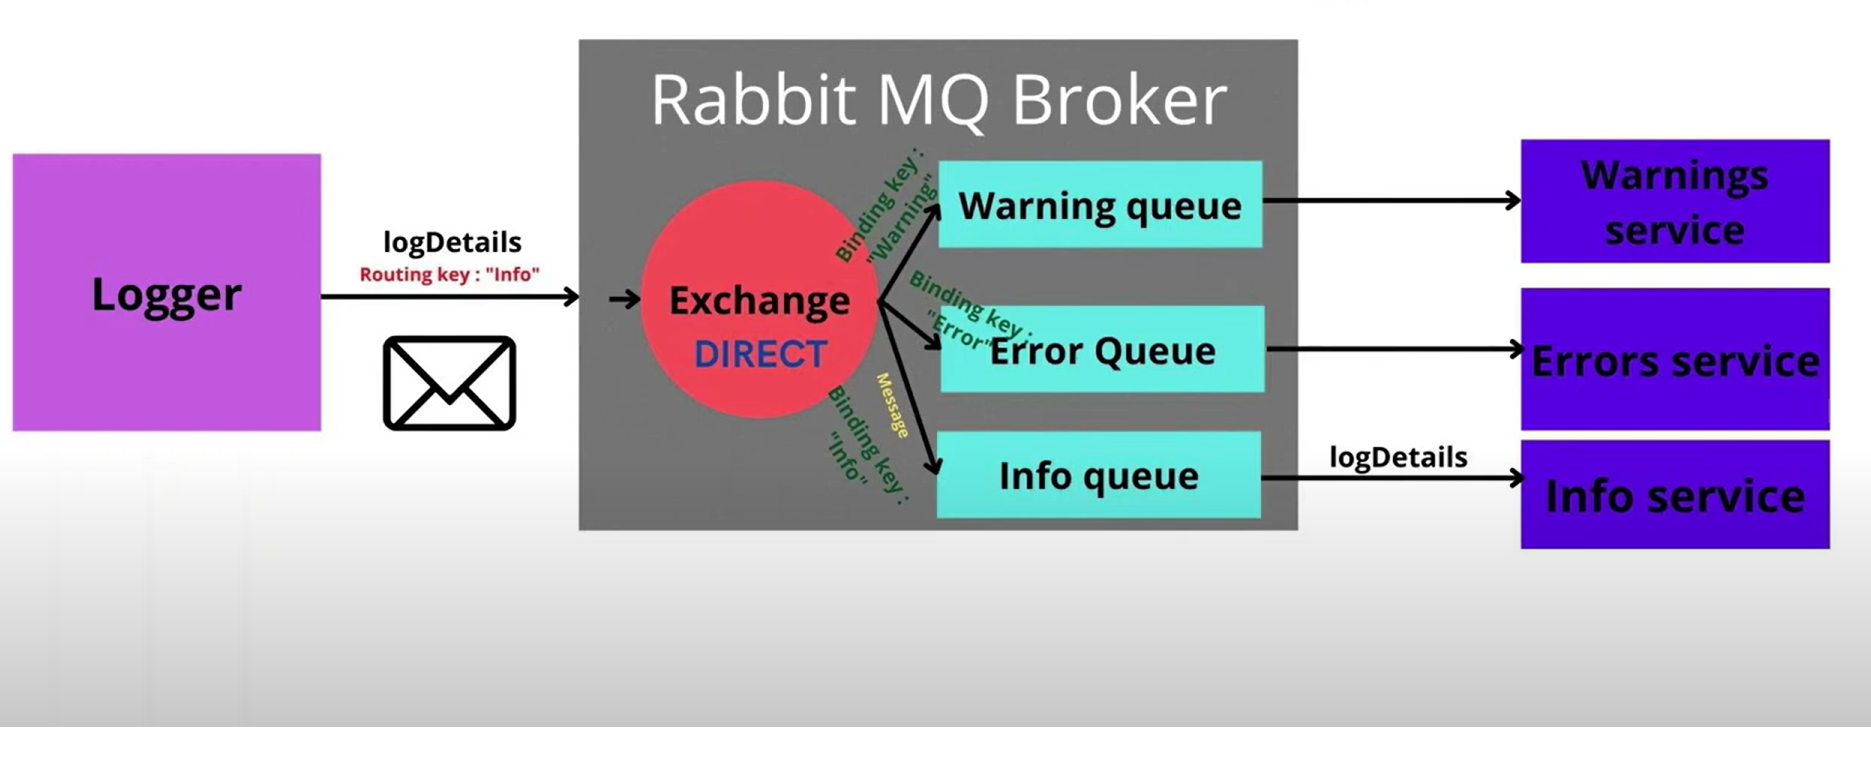 Rabbit MQ Broker
Logger
logDetails
Routing key : "Info"
Exchange
DIRECT
Binding key :
"Warning"
Binding key :
"Error"
Message
Binding key :
"Info"
Warning queue
Error Queue
Info queue
logDetails
Warnings
service
Errors service
Info service